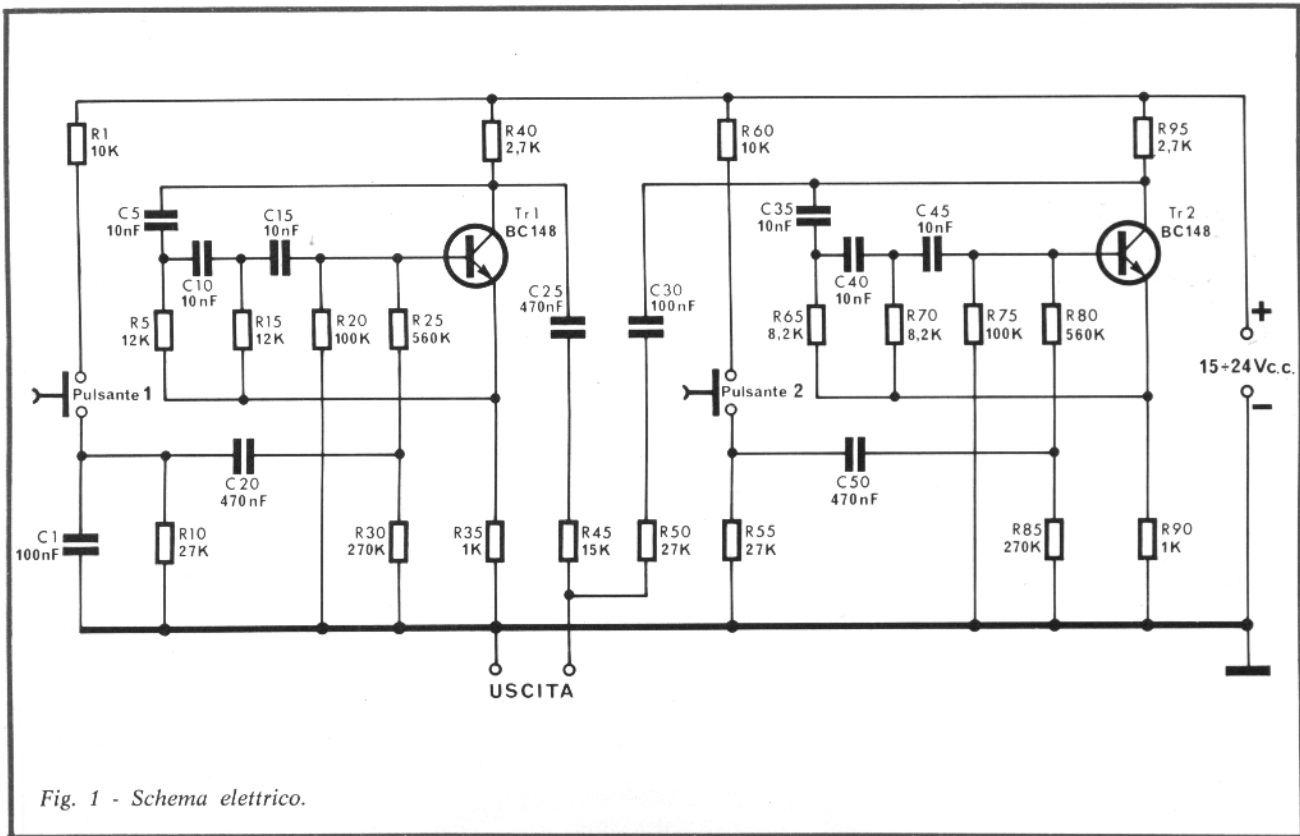 R1
10K
R40
2,7K
R60
10K
R95
2,7K
C5
10nF
C15
10nF
C10
10nF
Tr1
BC148
C35
10nF
C45
10nF
C40
10nF
Tr2
BC148
R5
12K
R15
12K
R20
100K
R25
560K
C25
470nF
C30
100nF
R65
8,2K
R70
8,2K
R75
100K
R80
560K
+
15÷24Vc.c.
−
Pulsante 1
Pulsante 2
C20
470nF
C50
470nF
C1
100nF
R10
27K
R30
270K
R35
1K
R45
15K
R50
27K
R55
27K
R85
270K
R90
1K
USCITA
Fig. 1 - Schema elettrico.